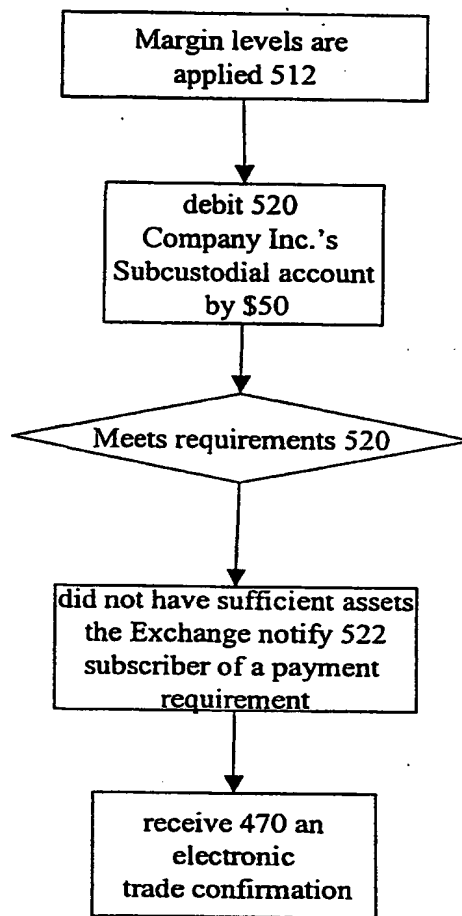 Margin levels are
applied 512
debit 520
Company Inc.'s
Subcustodial account
by $50
Meets requirements 520
did not have sufficient assets
the Exchange notify 522
subscriber of a payment
requirement
receive 470 an
electronic
trade confirmation